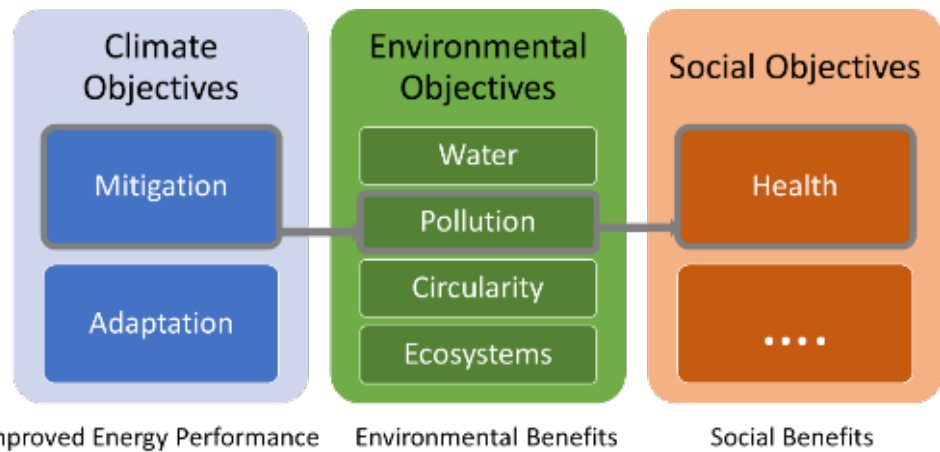 Climate
Objectives
Mitigation
Adaptation
Environmental
Objectives
Water
Pollution
Circularity
Ecosystems
Social Objectives
Health
....
mproved Energy Performance
Environmental Benefits
Social Benefits